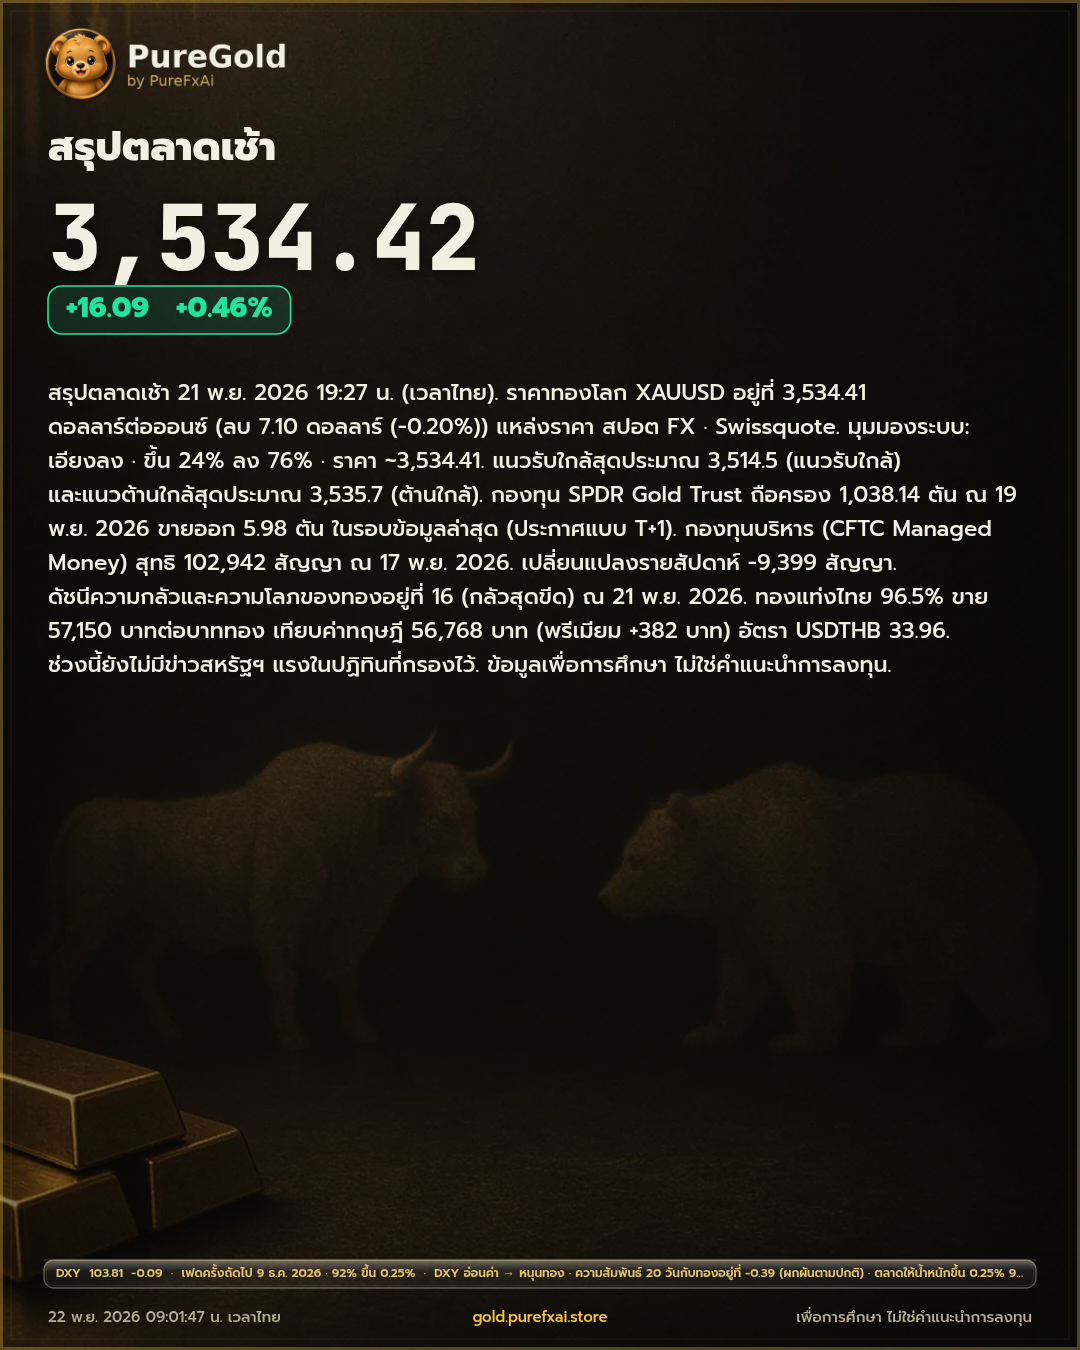 PureGold
by PureFxAi
สรุปตลาดเช้า
3,534.42
+16.09 +0.46%
สรุปตลาดเช้า 21 พ.ย. 2026 19:27 น. (เวลาไทย). ราคาทองโลก XAUUSD อยู่ที่ 3,534.41
ดอลลาร์ต่อออนซ์ (ลบ 7.10 ดอลลาร์ (-0.20%)) แหล่งราคา สปอต FX · Swissquote. มุมมองระบบ:
เอียงลง · ขึ้น 24% ลง 76% · ราคา ~3,534.41. แนวรับใกล้สุดประมาณ 3,514.5 (แนวรับใกล้)
และแนวต้านใกล้สุดประมาณ 3,535.7 (ต้านใกล้). กองทุน SPDR Gold Trust ถือครอง 1,038.14 ตัน ณ 19
พ.ย. 2026 ขายออก 5.98 ตัน ในรอบข้อมูลล่าสุด (ประกาศแบบ T+1). กองทุนบริหาร (CFTC Managed
Money) สุทธิ 102,942 สัญญา ณ 17 พ.ย. 2026. เปลี่ยนแปลงรายสัปดาห์ -9,399 สัญญา.
ดัชนีความกลัวและความโลภของทองอยู่ที่ 16 (กลัวสุดขีด) ณ 21 พ.ย. 2026. ทองแท่งไทย 96.5% ขาย
57,150 บาทต่อบาททอง เทียบค่าทฤษฎี 56,768 บาท (พรีเมียม +382 บาท) อัตรา USDTHB 33.96.
ช่วงนี้ยังไม่มีข่าวสหรัฐฯ แรงในปฏิทินที่กรองไว้. ข้อมูลเพื่อการศึกษา ไม่ใช่คำแนะนำการลงทุน.
DXY 103.81 -0.09 · เฟดครั้งถัดไป 9 ธ.ค. 2026 · 92% ขึ้น 0.25% · DXY อ่อนค่า → หนุนทอง · ความสัมพันธ์ 20 วันกับทองอยู่ที่ -0.39 (ผกผันตามปกติ) · ตลาดให้น้ำหนักขึ้น 0.25% 9...
22 พ.ย. 2026 09:01:47 น. เวลาไทย
gold.purefxai.store
เพื่อการศึกษา ไม่ใช่คำแนะนำการลงทุน